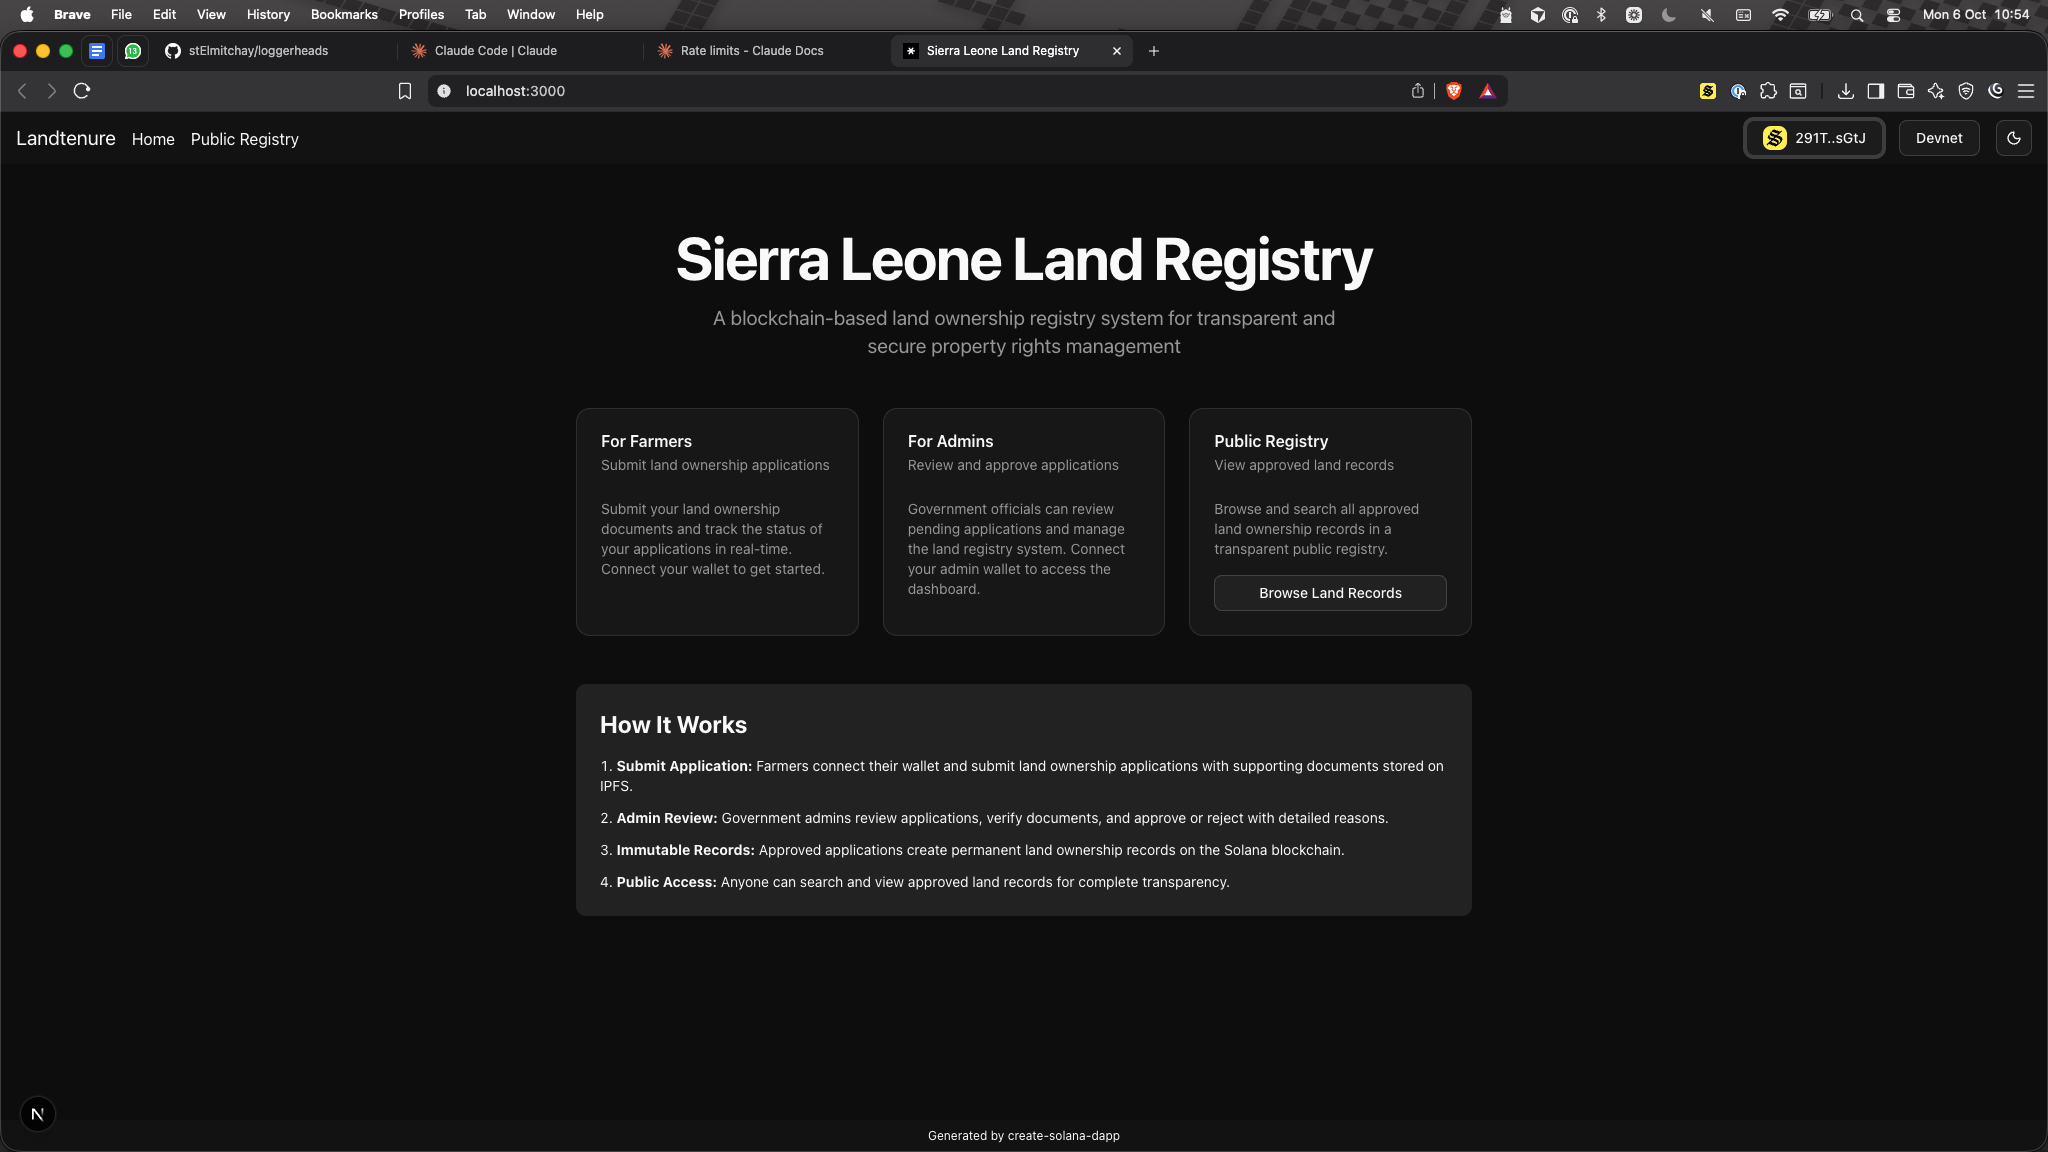 Brave File Edit View History Bookmarks Profiles Tab Window Help Mon 6 Oct 10:54
13 stElmitchay/loggerheads Claude Code | Claude Rate limits - Claude Docs Sierra Leone Land Registry
localhost:3000
Landtenure Home Public Registry 291T..sGtJ Devnet
Sierra Leone Land Registry
A blockchain-based land ownership registry system for transparent and
secure property rights management
For Farmers
Submit land ownership applications
Submit your land ownership
documents and track the status of
your applications in real-time.
Connect your wallet to get started.
For Admins
Review and approve applications
Government officials can review
pending applications and manage
the land registry system. Connect
your admin wallet to access the
dashboard.
Public Registry
View approved land records
Browse and search all approved
land ownership records in a
transparent public registry.
Browse Land Records
How It Works
1. Submit Application: Farmers connect their wallet and submit land ownership applications with supporting documents stored on
IPFS.
2. Admin Review: Government admins review applications, verify documents, and approve or reject with detailed reasons.
3. Immutable Records: Approved applications create permanent land ownership records on the Solana blockchain.
4. Public Access: Anyone can search and view approved land records for complete transparency.
N
Generated by create-solana-dapp